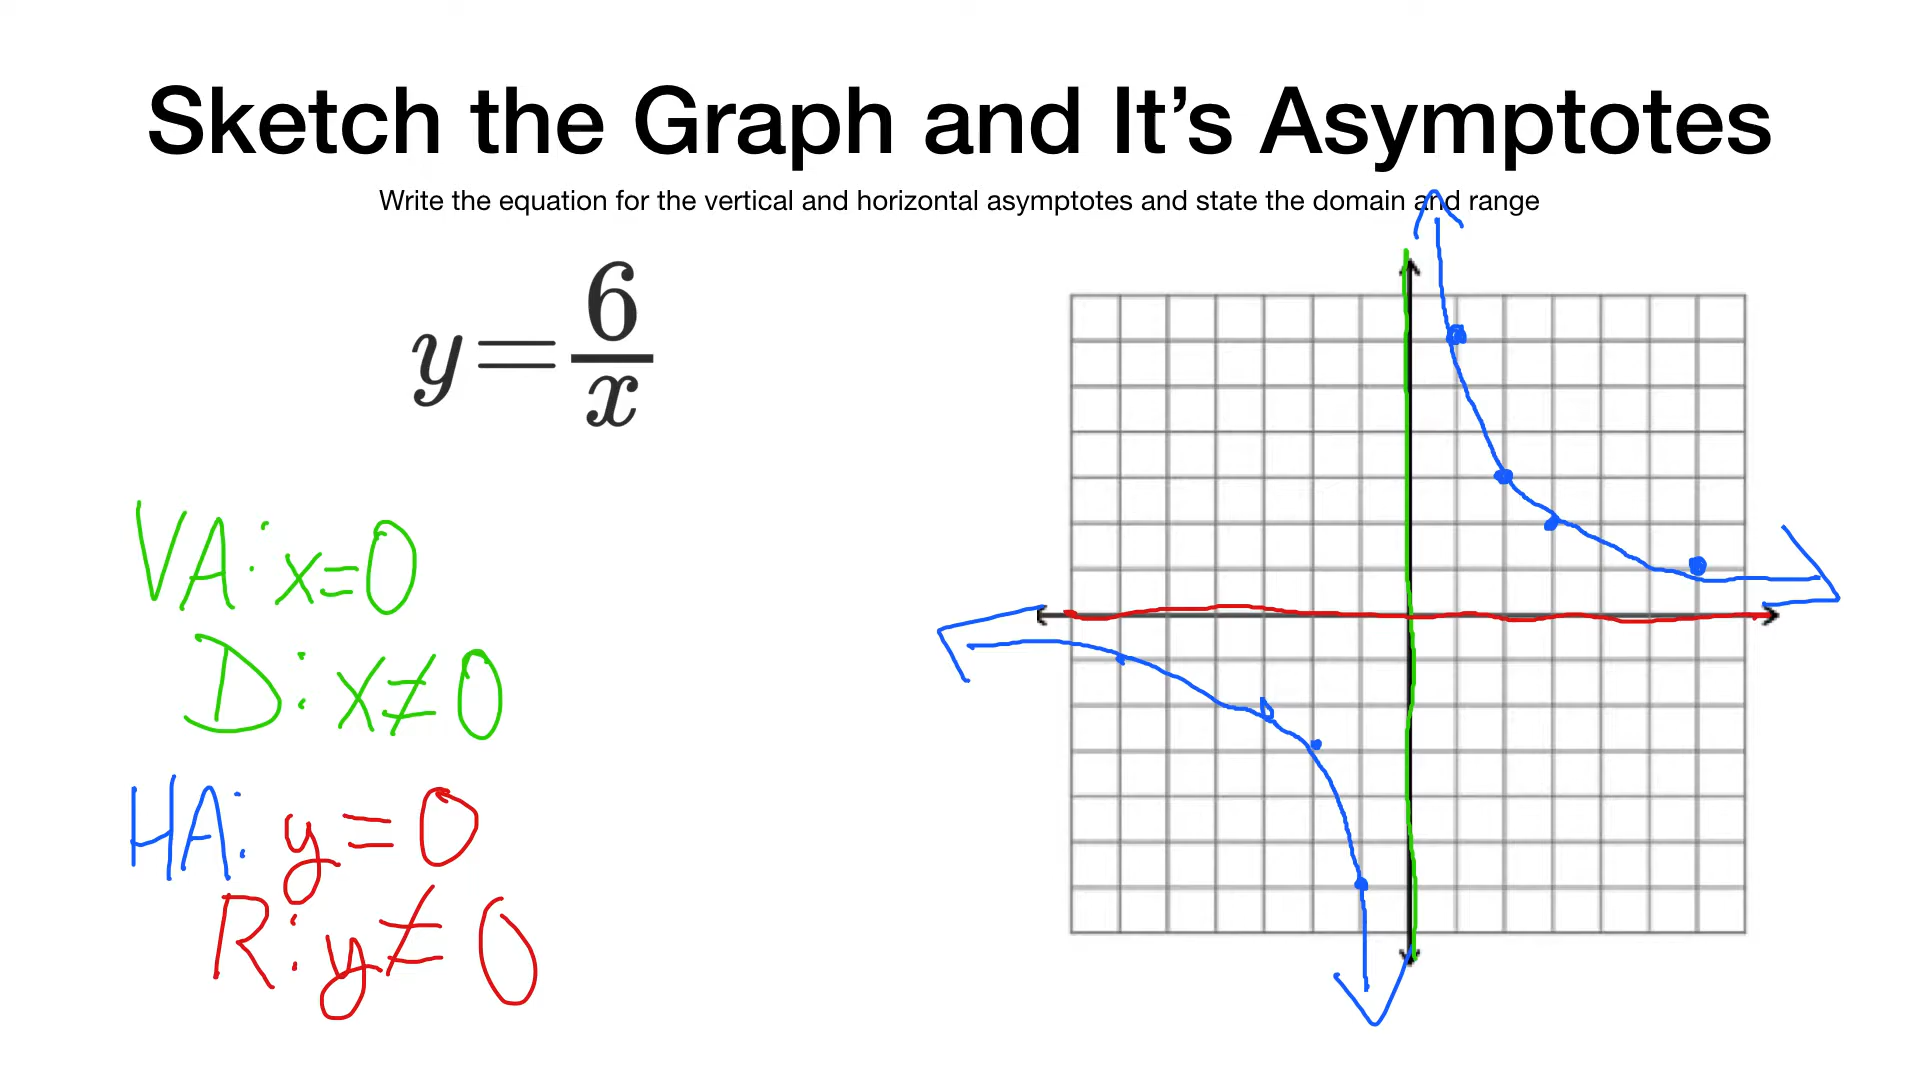 Sketch the Graph and It’s Asymptotes
Write the equation for the vertical and horizontal asymptotes and state the domain and range
y=6/x
VA: x=0
D: x≠0
HA: y=0
R: y≠0